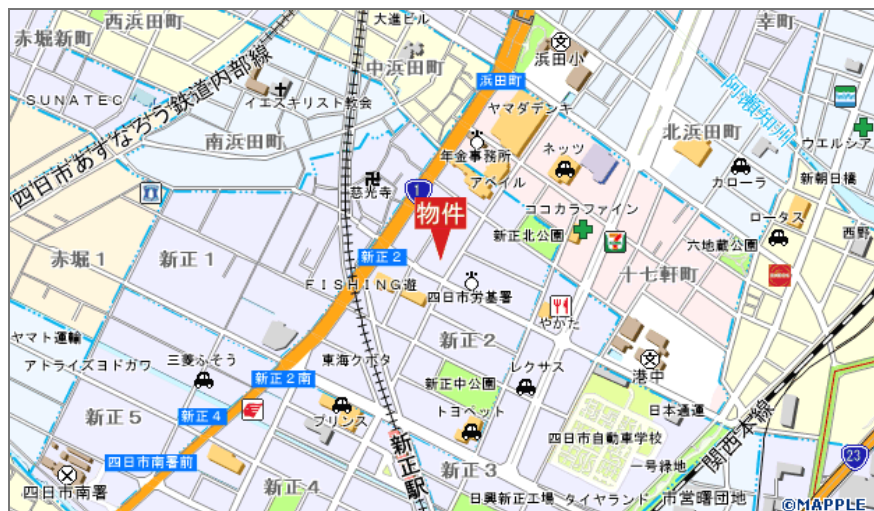 大進ビル
西浜田町
幸町
赤堀新町
浜田小
中浜田町
浜田町
四日市あすなろう鉄道内部線
SUNATEC
イエスキリスト教会
ヤマダデンキ
南浜田町
年金事務所
ネッツ
北浜田町
ウエルシア
アベイル
カローラ
新朝日橋
慈光寺
1
物件
ココカラファイン
ロータス
新正北公園
六地蔵公園
西野
赤堀1
新正1
新正2
十七軒町
FISHING遊
四日市労基署
やかた
ヤマト運輸
新正2
アトライズヨドガワ
三菱ふそう
東海クボタ
レクサス
港中
新正2南
新正中公園
新正5
新正4
プリンス
トヨペット
日本通運
四日市自動車学校
関西本線
四日市南署前
新正駅
新正3
一号緑地
23
四日市南署
新正4
日興新正工場
タイヤランド
市営曙団地
©MAPPLE